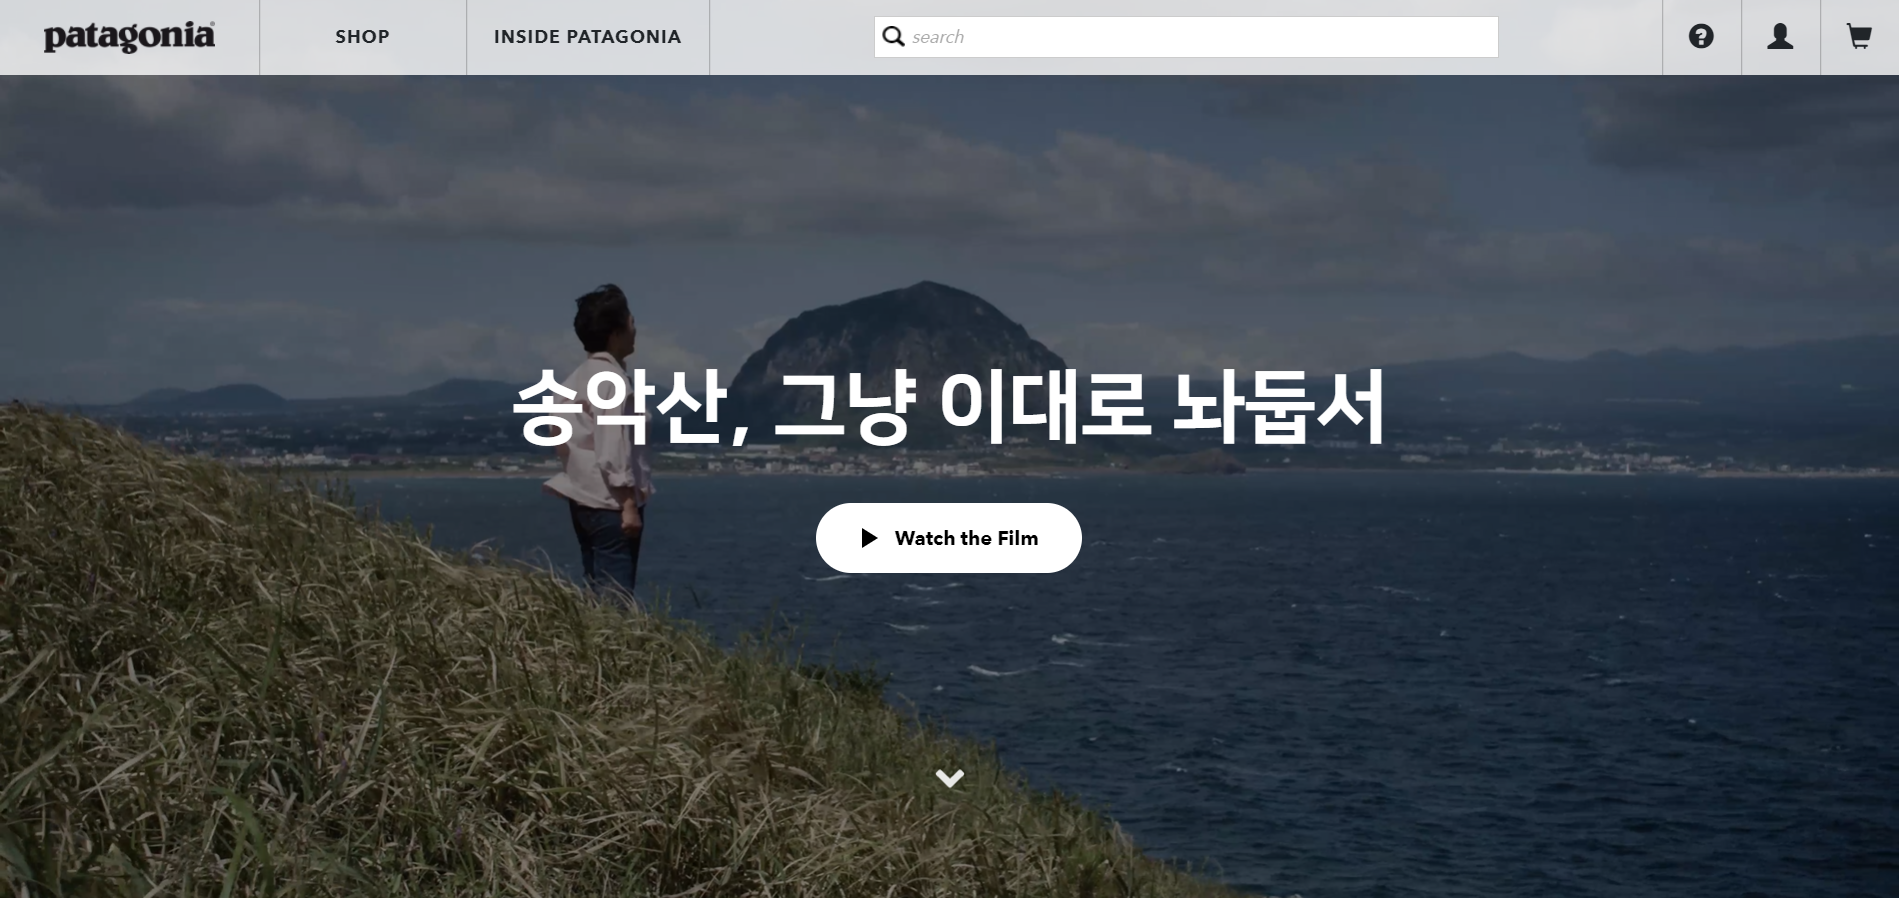 patagonia®
SHOP
INSIDE PATAGONIA
search
송악산, 그냥 이대로 놔둡서
Watch the Film